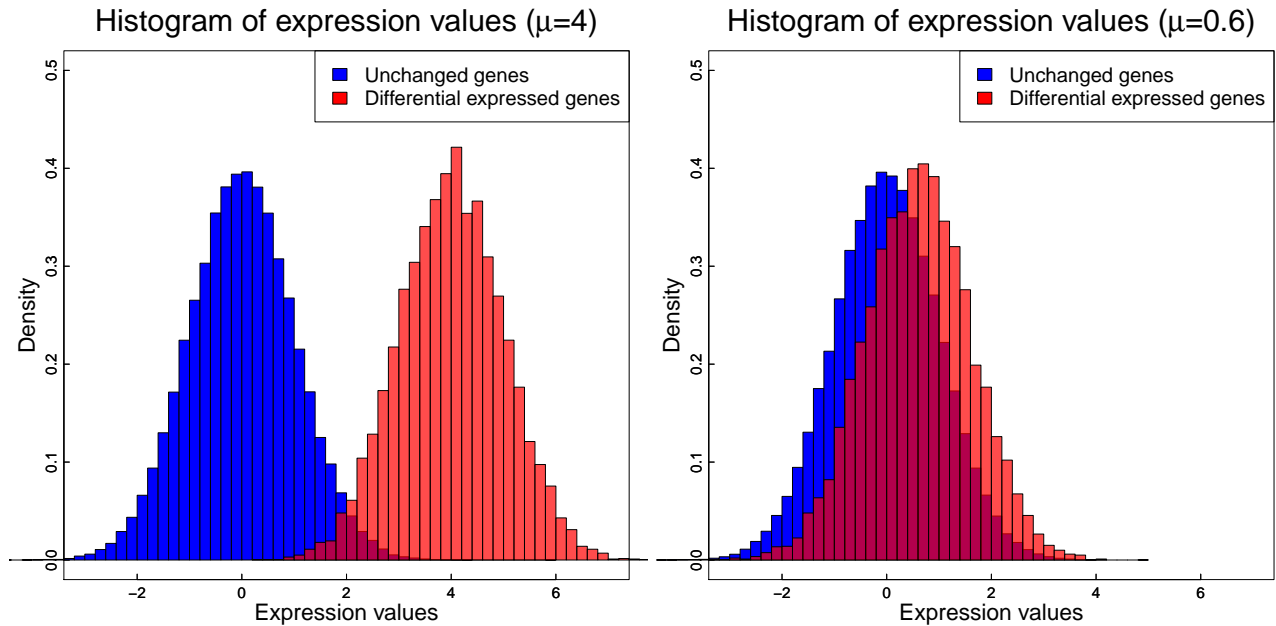 Histogram of expression values (μ=4)
Unchanged genes
Differential expressed genes
Density
0.0
0.1
0.2
0.3
0.4
0.5
−2
0
2
4
6
Expression values
Histogram of expression values (μ=0.6)
Unchanged genes
Differential expressed genes
Density
0.0
0.1
0.2
0.3
0.4
0.5
−2
0
2
4
6
Expression values